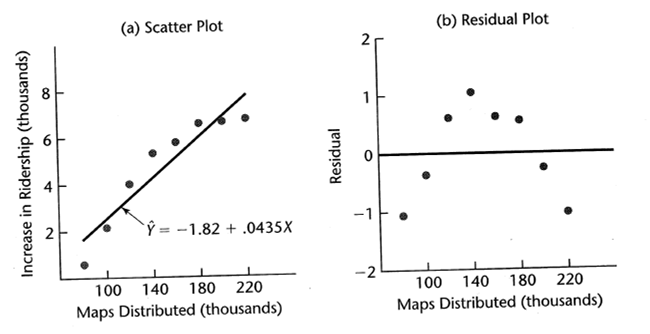 (a) Scatter Plot
Increase in Ridership (thousands)
8
6
4
2
Ŷ = −1.82 + .0435X
100 140 180 220
Maps Distributed (thousands)
(b) Residual Plot
Residual
2
1
0
−1
−2
100 140 180 220
Maps Distributed (thousands)